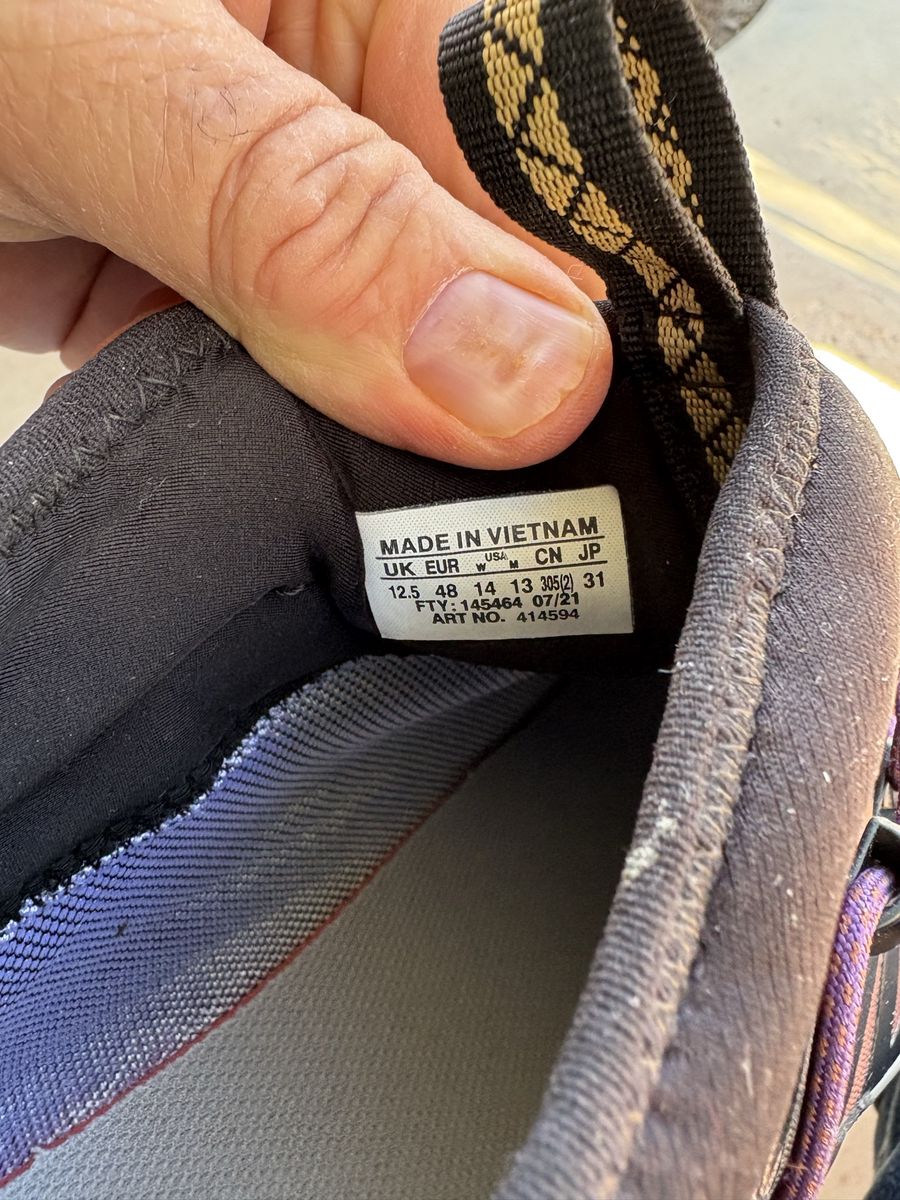 MADE IN VIETNAM
UK EUR W USA M CN JP
12.5 48 14 13 305(2) 31
FTY: 145464 07/21
ART NO. 414594